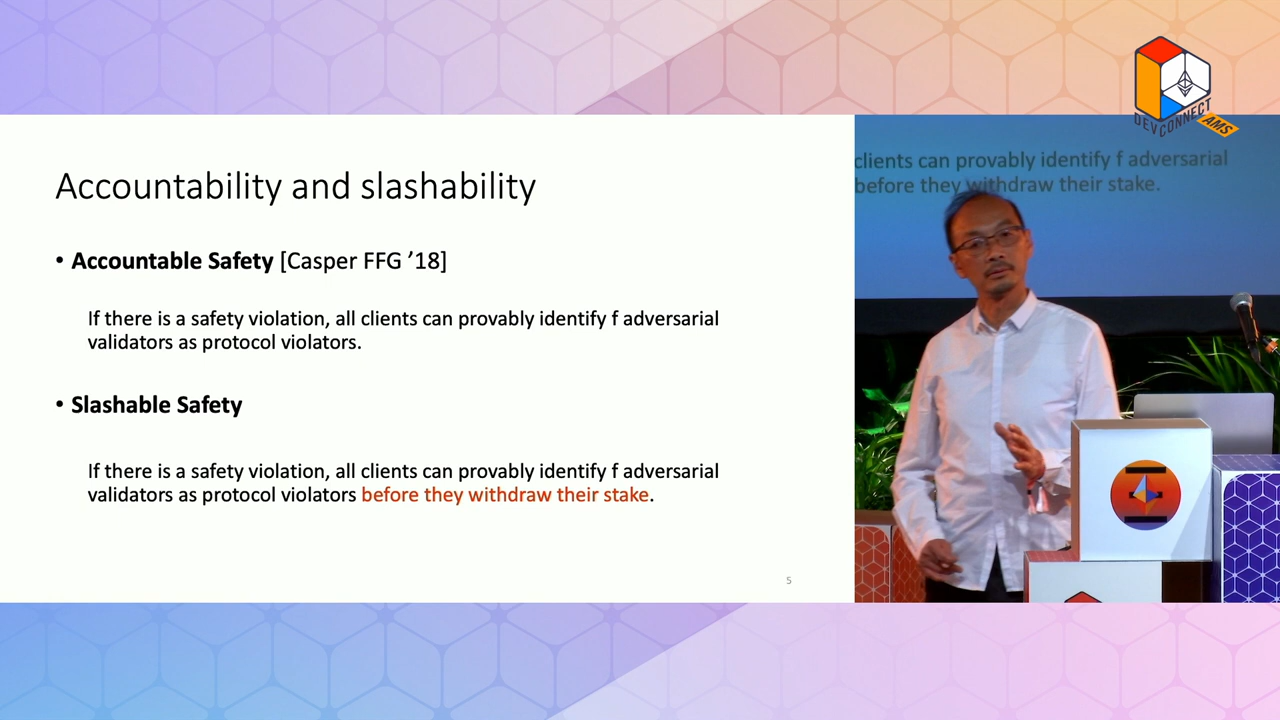 DEVCONNECT
AMS
Accountability and slashability
• Accountable Safety [Casper FFG ’18]
If there is a safety violation, all clients can provably identify f adversarial
validators as protocol violators.
• Slashable Safety
If there is a safety violation, all clients can provably identify f adversarial
validators as protocol violators before they withdraw their stake.
5
clients can provably identify f adversarial
before they withdraw their stake.